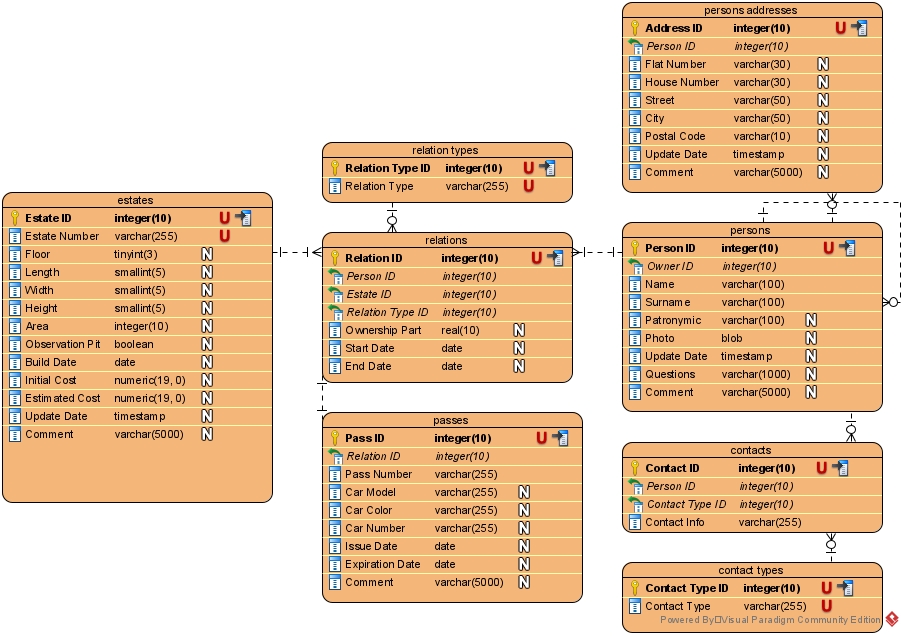 persons addresses
Address ID integer(10) U
Person ID integer(10)
Flat Number varchar(30) N
House Number varchar(30) N
Street varchar(50) N
City varchar(50) N
Postal Code varchar(10) N
Update Date timestamp N
Comment varchar(5000) N
relation types
Relation Type ID integer(10) U
Relation Type varchar(255) U
estates
Estate ID integer(10) U
Estate Number varchar(255) U
Floor tinyint(3) N
Length smallint(5) N
Width smallint(5) N
Height smallint(5) N
Area integer(10) N
Observation Pit boolean N
Build Date date N
Initial Cost numeric(19, 0) N
Estimated Cost numeric(19, 0) N
Update Date timestamp N
Comment varchar(5000) N
relations
Relation ID integer(10) U
Person ID integer(10)
Estate ID integer(10)
Relation Type ID integer(10)
Ownership Part real(10) N
Start Date date N
End Date date N
persons
Person ID integer(10) U
Owner ID integer(10)
Name varchar(100)
Surname varchar(100)
Patronymic varchar(100) N
Photo blob N
Update Date timestamp N
Questions varchar(1000) N
Comment varchar(5000) N
passes
Pass ID integer(10) U
Relation ID integer(10)
Pass Number varchar(255)
Car Model varchar(255) N
Car Color varchar(255) N
Car Number varchar(255) N
Issue Date date N
Expiration Date date N
Comment varchar(5000) N
contacts
Contact ID integer(10) U
Person ID integer(10)
Contact Type ID integer(10)
Contact Info varchar(255)
contact types
Contact Type ID integer(10) U
Contact Type varchar(255) U
Powered By□Visual Paradigm Community Edition